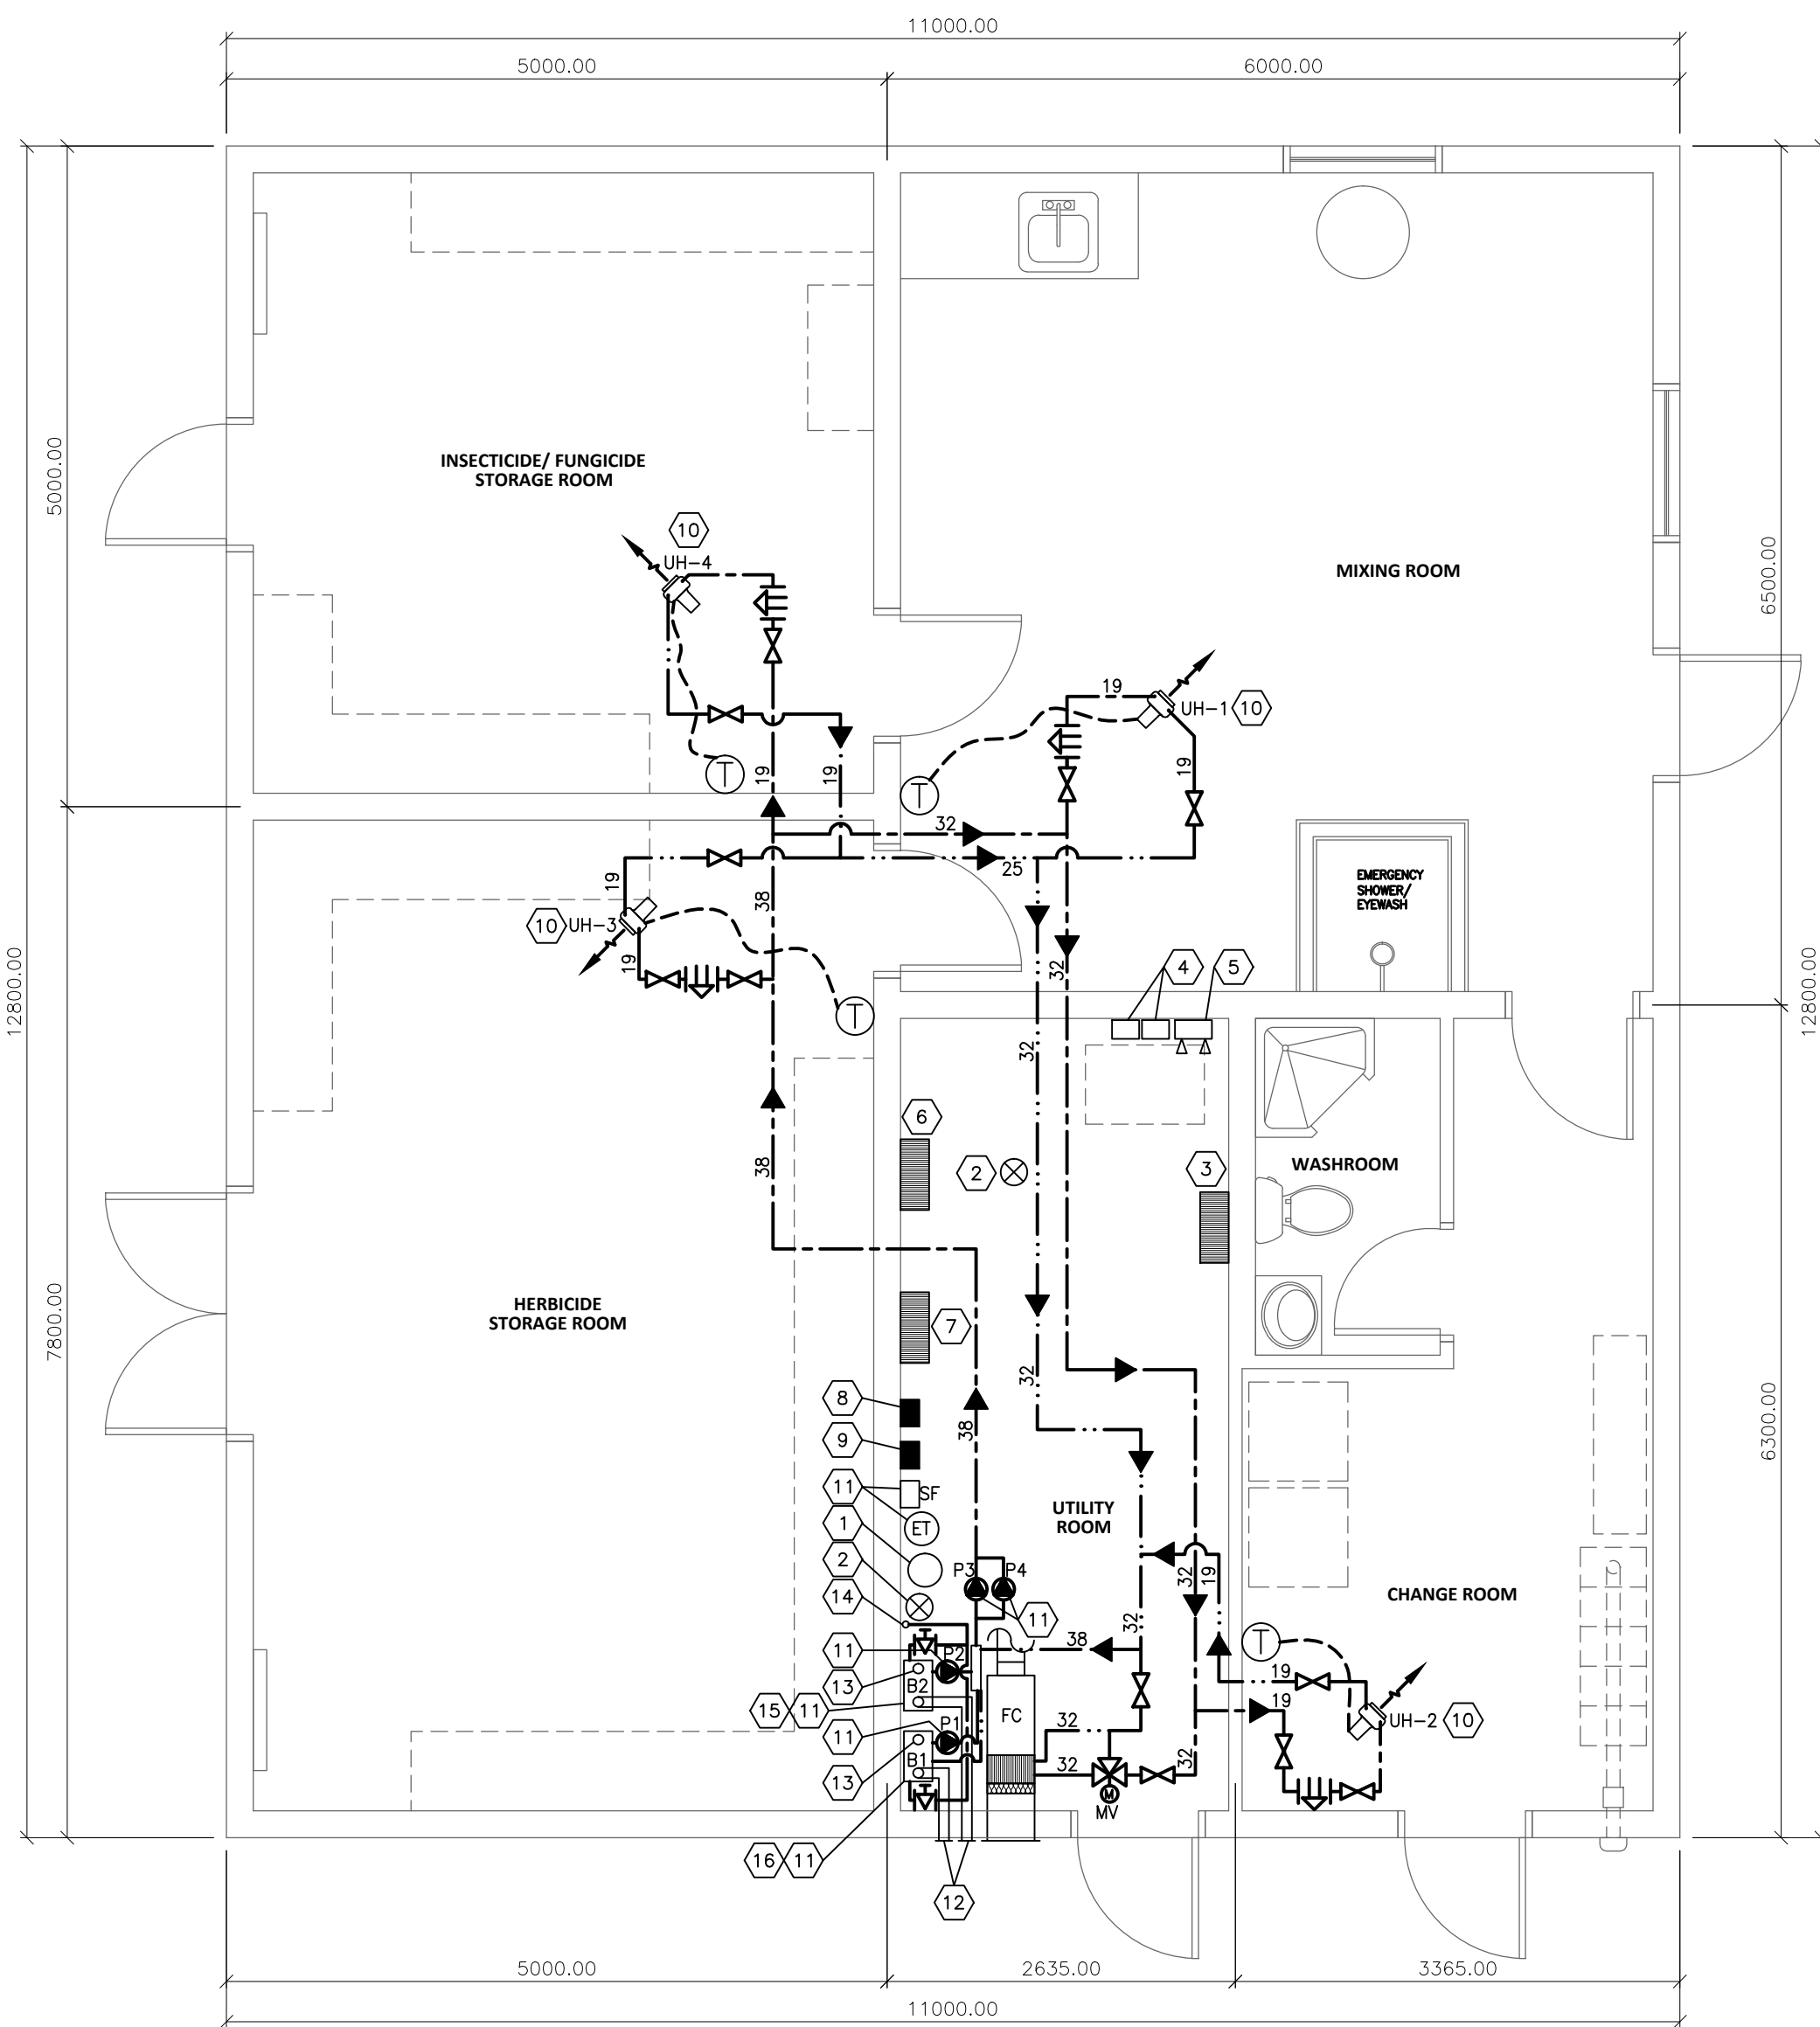 11000.00
5000.00
6000.00
INSECTICIDE/ FUNGICIDE
STORAGE ROOM
5000.00
10
UH-4
MIXING ROOM
6500.00
19
UH-1
10
T
19
19
T
19
32
25
EMERGENCY
SHOWER/
EYEWASH
19
38
10
UH-3
19
T
12800.00
12800.00
32
4
5
32
6
38
2
3
WASHROOM
HERBICIDE
STORAGE ROOM
7
7800.00
32
8
38
9
6300.00
11
SF
ET
UTILITY
ROOM
1
2
P3
P4
32
19
CHANGE ROOM
14
11
32
38
T
11
P2
13
B2
19
19
15
11
FC
32
UH-2
10
11
P1
B1
13
32
32
M
MV
16
11
12
5000.00
2635.00
3365.00
11000.00